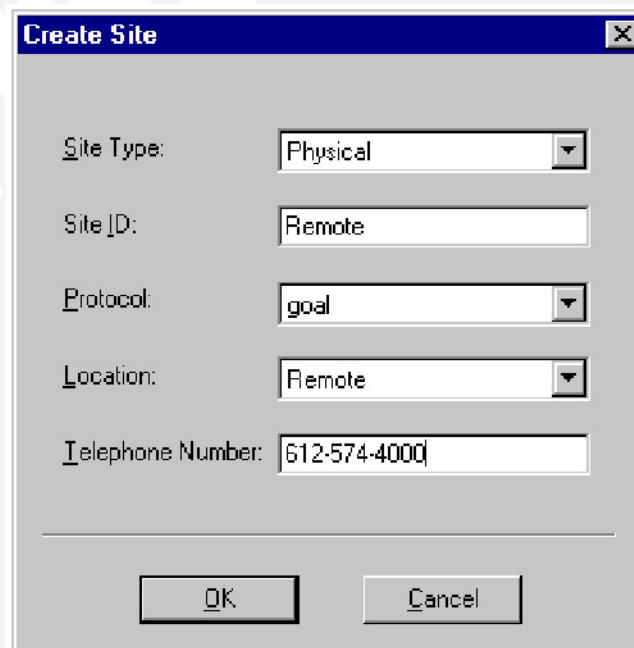 Create Site
Site Type: Physical
Site ID: Remote
Protocol: goal
Location: Remote
Telephone Number: 612-574-4000
OK Cancel